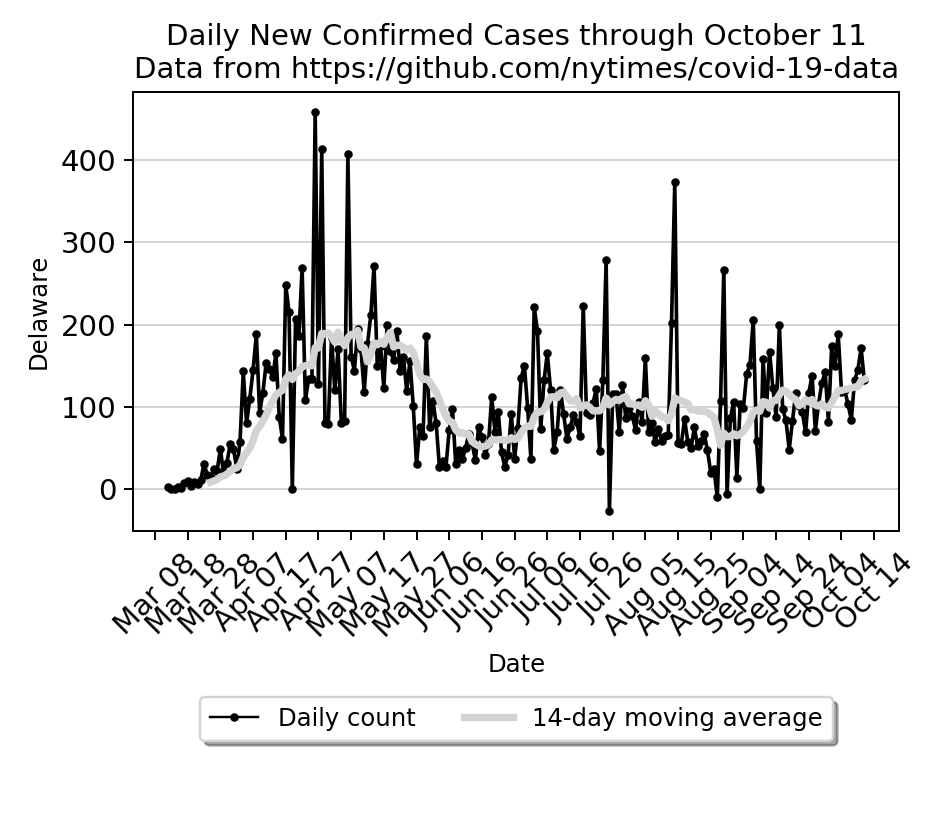 Daily New Confirmed Cases through October 11
Data from https://github.com/nytimes/covid-19-data
400
300
200
100
0
Delaware
Mar 08
Mar 18
Mar 28
Apr 07
Apr 17
Apr 27
May 07
May 17
May 27
Jun 06
Jun 16
Jun 26
Jul 06
Jul 16
Jul 26
Aug 05
Aug 15
Aug 25
Sep 04
Sep 14
Sep 24
Oct 04
Oct 14
Date
Daily count
14-day moving average